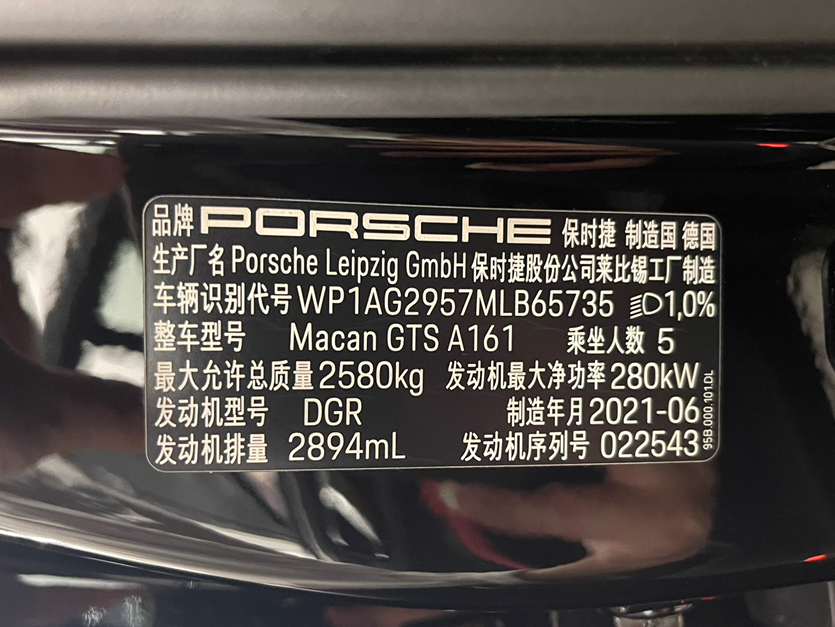 品牌 PORSCHE 保时捷 制造国 德国
生产厂名 Porsche Leipzig GmbH 保时捷股份公司莱比锡工厂制造
车辆识别代号 WP1AG2957MLB65735 1,0%
整车型号 Macan GTS A161 乘坐人数 5
最大允许总质量 2580kg 发动机最大净功率 280kW
发动机型号 DGR 制造年月 2021-06
发动机排量 2894mL 发动机序列号 022543
95B.000.101.DL